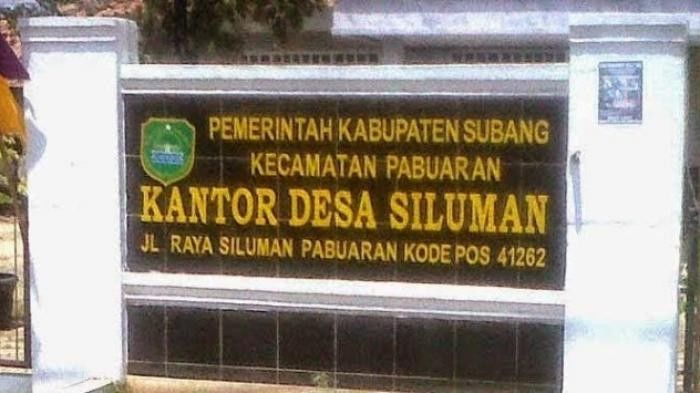 PEMERINTAH KABUPATEN SUBANG
KECAMATAN PABUARAN
KANTOR DESA SILUMAN
JL RAYA SILUMAN PABUARAN KODE POS 41262